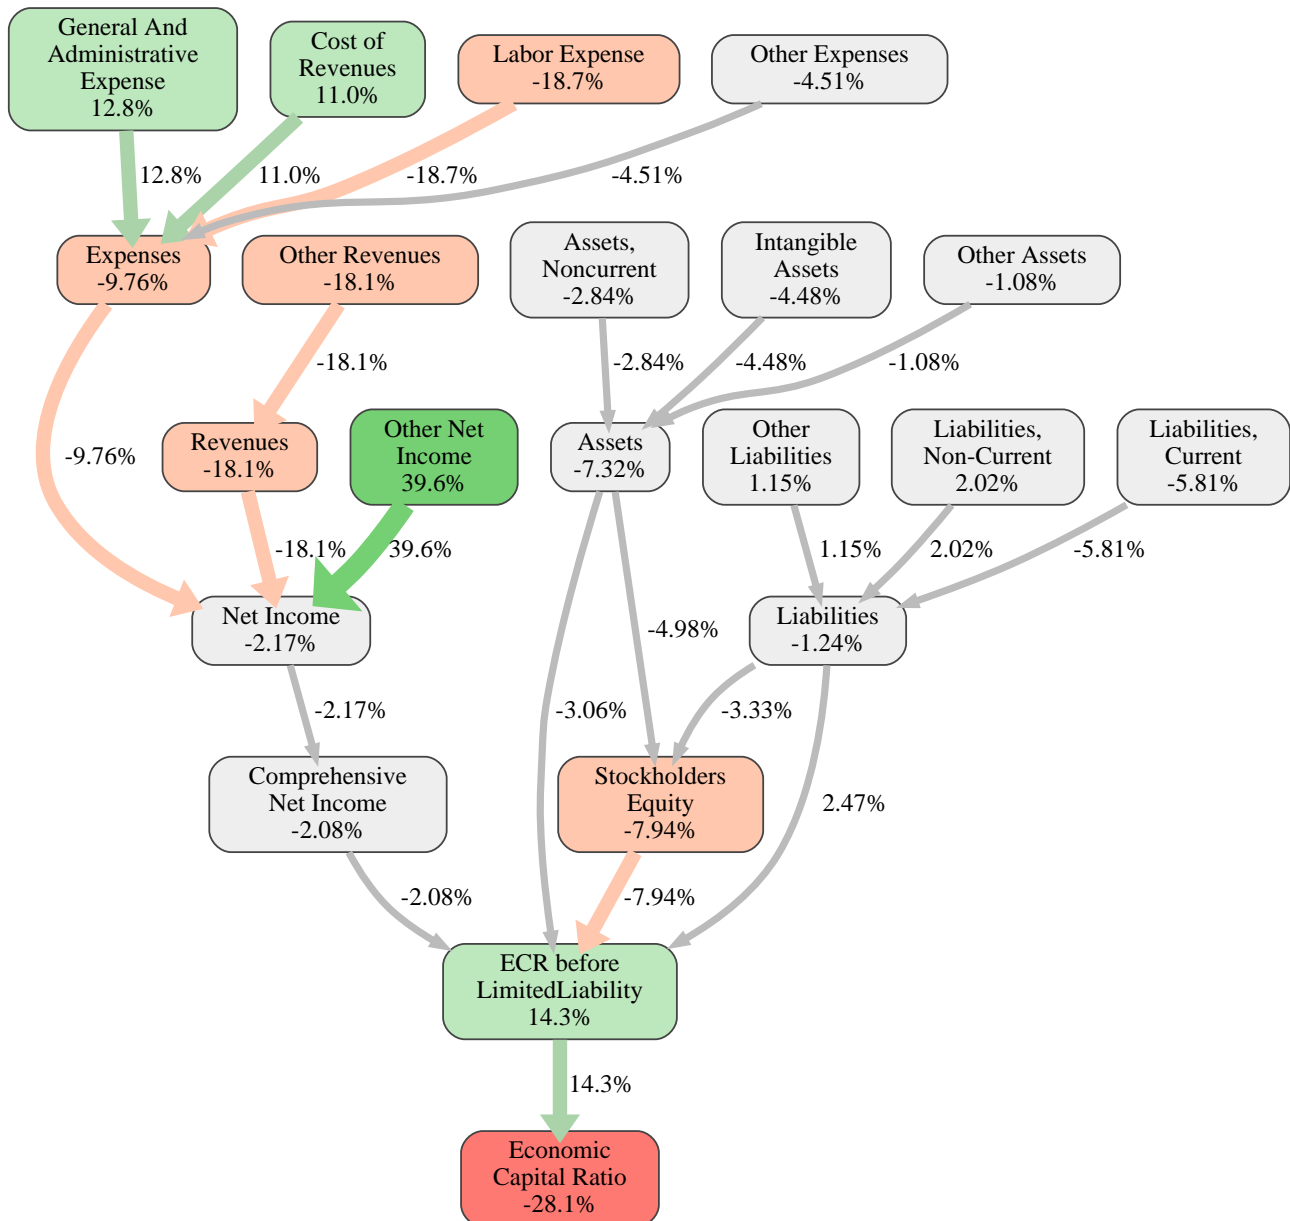 General And
Administrative
Expense
12.8%
Cost of
Revenues
11.0%
Labor Expense
-18.7%
Other Expenses
-4.51%
12.8%
11.0%
-18.7%
-4.51%
Expenses
-9.76%
Other Revenues
-18.1%
Assets,
Noncurrent
-2.84%
Intangible
Assets
-4.48%
Other Assets
-1.08%
-18.1%
-2.84%
-4.48%
-1.08%
-9.76%
Revenues
-18.1%
Other Net
Income
39.6%
Assets
-7.32%
Other
Liabilities
1.15%
Liabilities,
Non-Current
2.02%
Liabilities,
Current
-5.81%
-18.1%
39.6%
1.15%
2.02%
-5.81%
Net Income
-2.17%
-4.98%
Liabilities
-1.24%
-2.17%
-3.06%
-3.33%
Comprehensive
Net Income
-2.08%
Stockholders
Equity
-7.94%
2.47%
-2.08%
-7.94%
ECR before
LimitedLiability
14.3%
14.3%
Economic
Capital Ratio
-28.1%